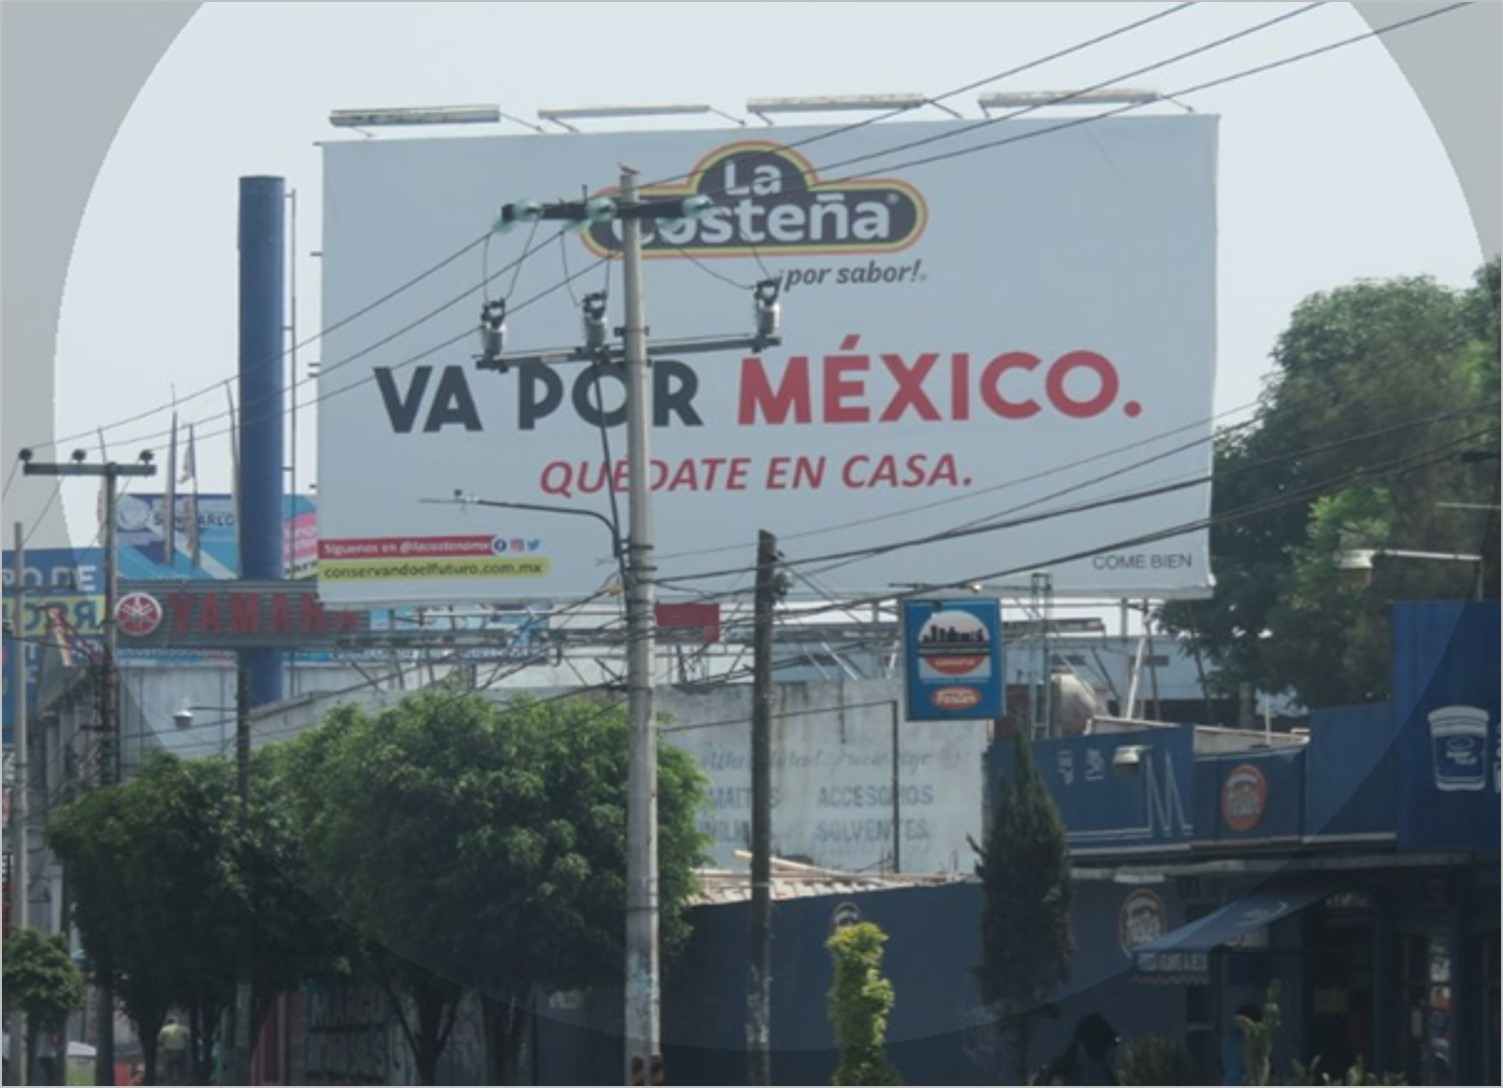 La
Costeña
¡por sabor!
VA POR MÉXICO.
QUÉDATE EN CASA.
Síguenos en @lacostenamx
conservandoelfuturo.com.mx
COME BIEN
YAMAHA
ACCESORIOS
SOLVENTES